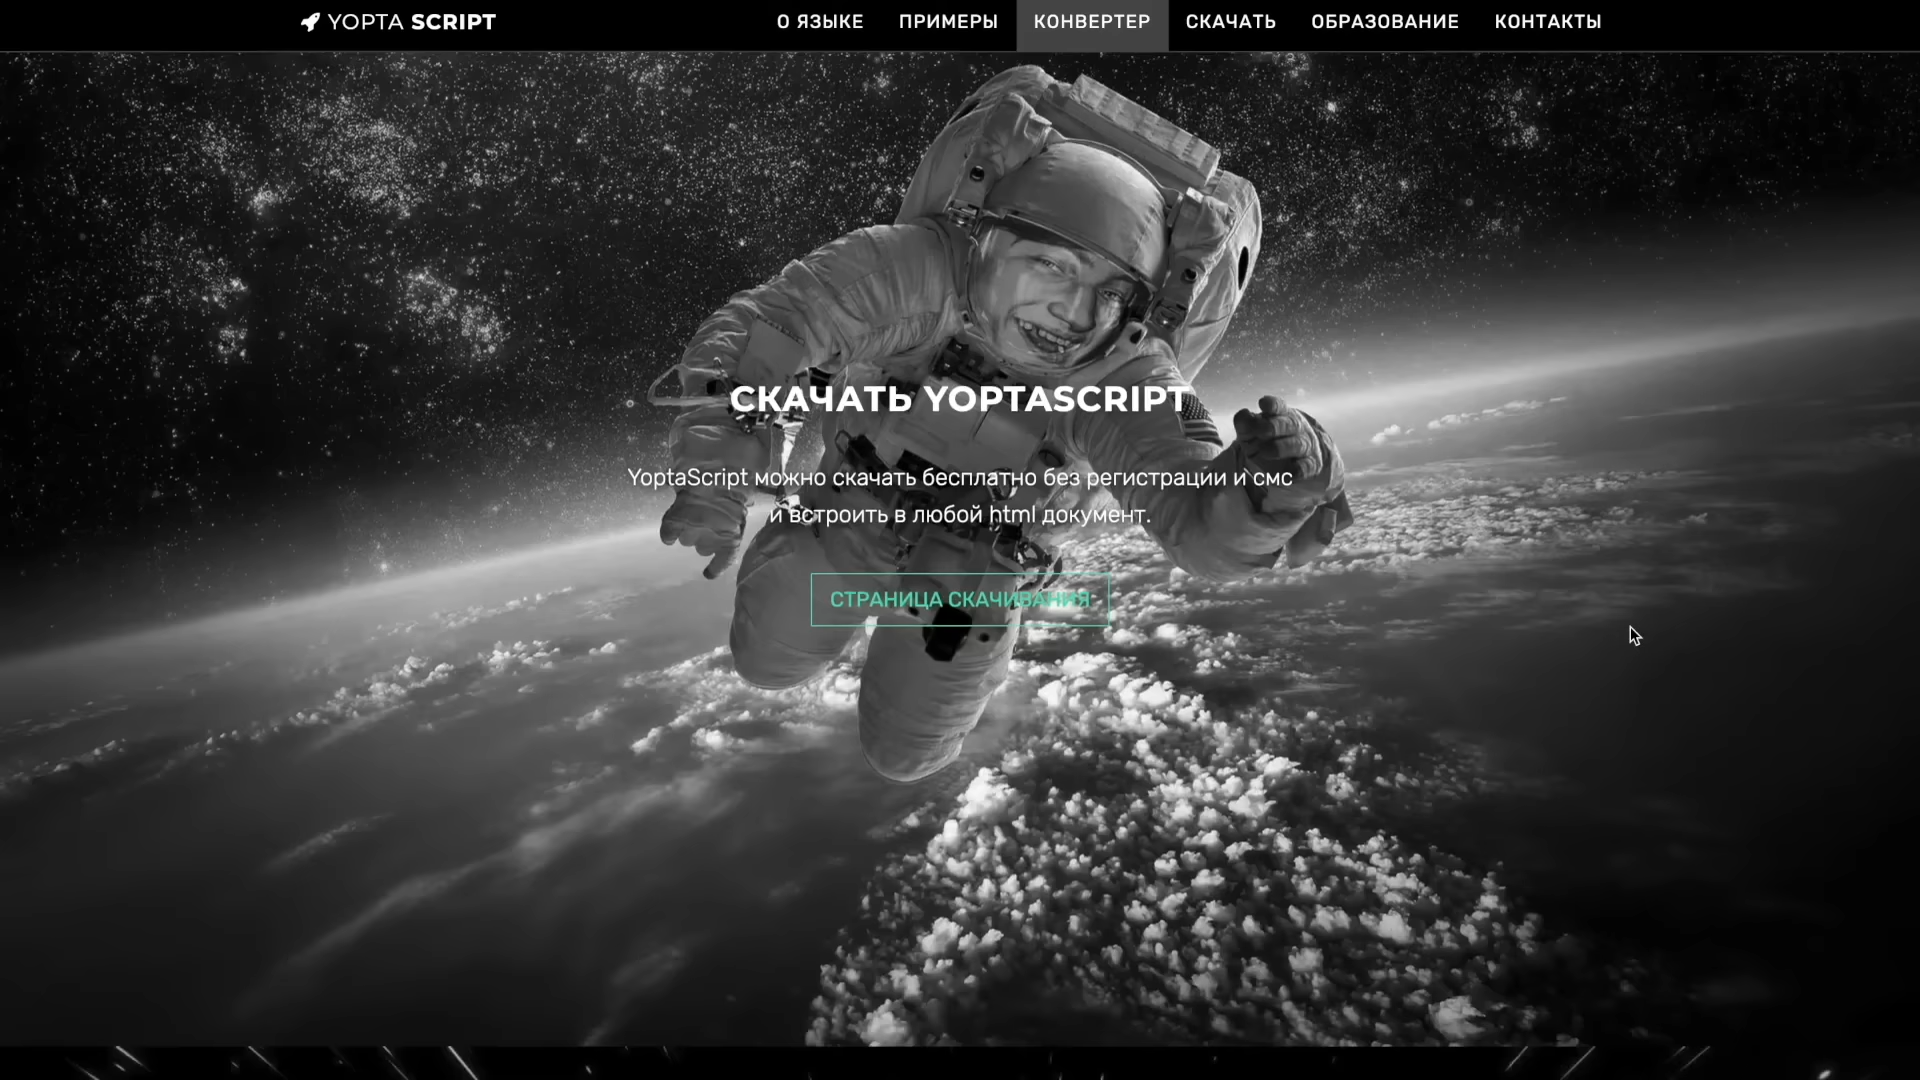 YOPTA SCRIPT
О ЯЗЫКЕ ПРИМЕРЫ КОНВЕРТЕР СКАЧАТЬ ОБРАЗОВАНИЕ КОНТАКТЫ
СКАЧАТЬ YOPTASCRIPT
YoptaScript можно скачать бесплатно без регистрации и смс
и встроить в любой html документ.
СТРАНИЦА СКАЧИВАНИЯ